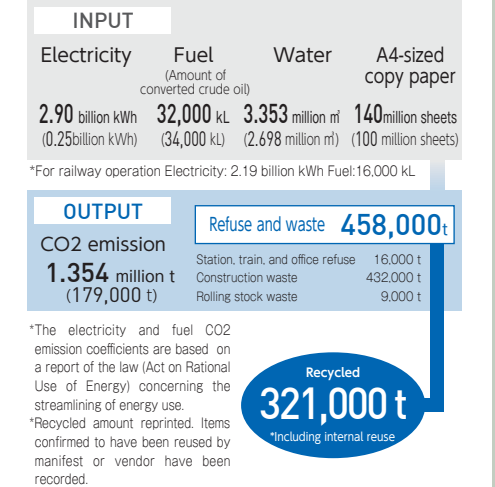 INPUT
Electricity Fuel Water A4-sized
(Amount of copy paper
converted crude oil)
2.90 billion kWh 32,000 kL 3.353 million ㎥ 140million sheets
(0.25billion kWh) (34,000 kL) (2.698 million ㎥) (100 million sheets)
*For railway operation Electricity: 2.19 billion kWh Fuel:16,000 kL
OUTPUT
CO2 emission
1.354 million t
(179,000 t)
Refuse and waste 458,000t
Station, train, and office refuse 16,000 t
Construction waste 432,000 t
Rolling stock waste 9,000 t
*The electricity and fuel CO2
emission coefficients are based on
a report of the law (Act on Rational
Use of Energy) concerning the
streamlining of energy use.
*Recycled amount reprinted. Items
confirmed to have been reused by
manifest or vendor have been
recorded.
Recycled
321,000 t
*Including internal reuse